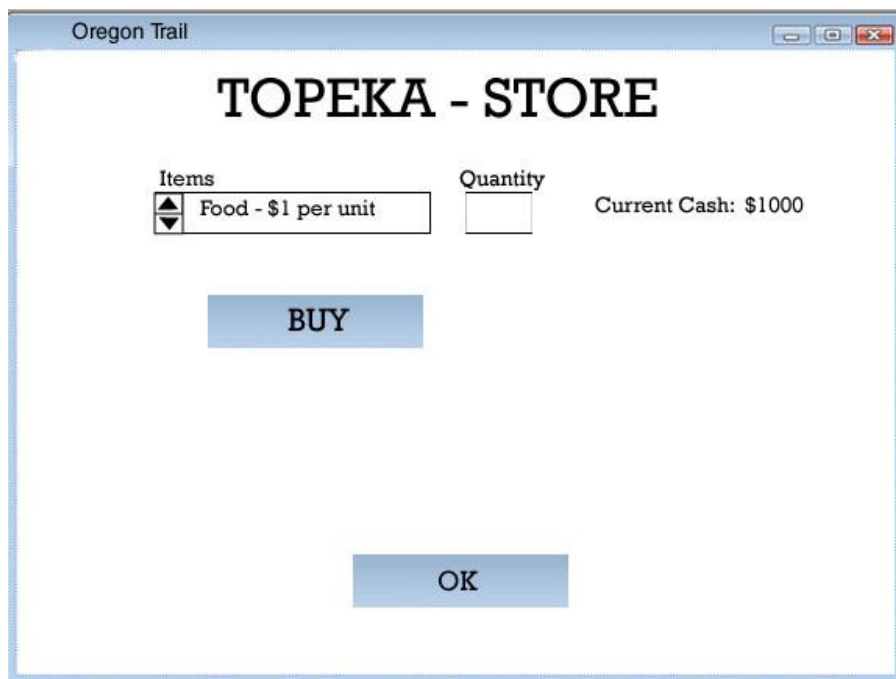 Oregon Trail
TOPEKA - STORE
Items
Quantity
Food - $1 per unit
Current Cash: $1000
BUY
OK